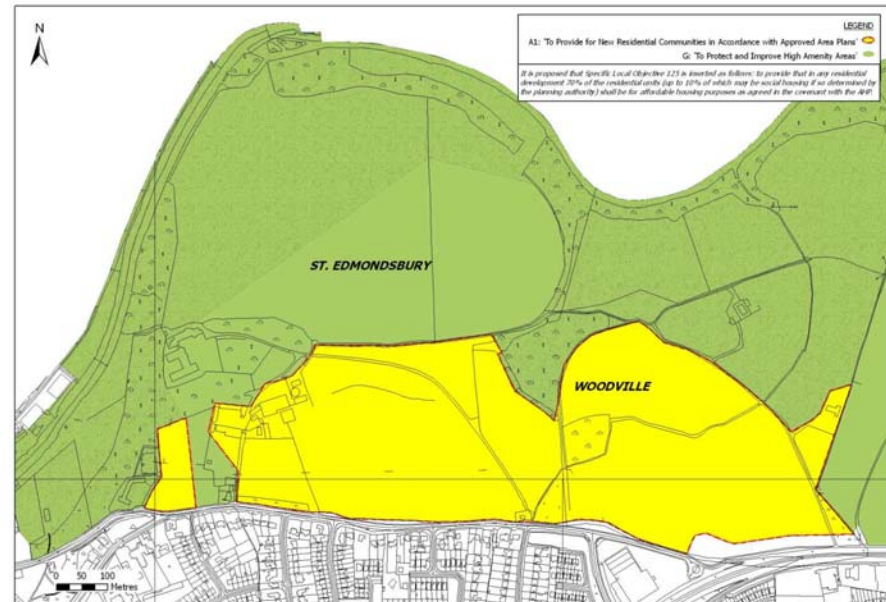 N
LEGEND
A1: 'To Provide for New Residential Communities in Accordance with Approved Area Plans'
G: 'To Protect and Improve High Amenity Areas'
It is proposed that Specific Local Objective 123 is inserted as follows: to provide that in any residential
development 70% of the residential units (up to 10% of which may be social housing if so determined by
the planning authority) shall be for affordable housing purposes as agreed in the covenant with the AHP.
ST. EDMONDSBURY
WOODVILLE
0 50 100
Metres